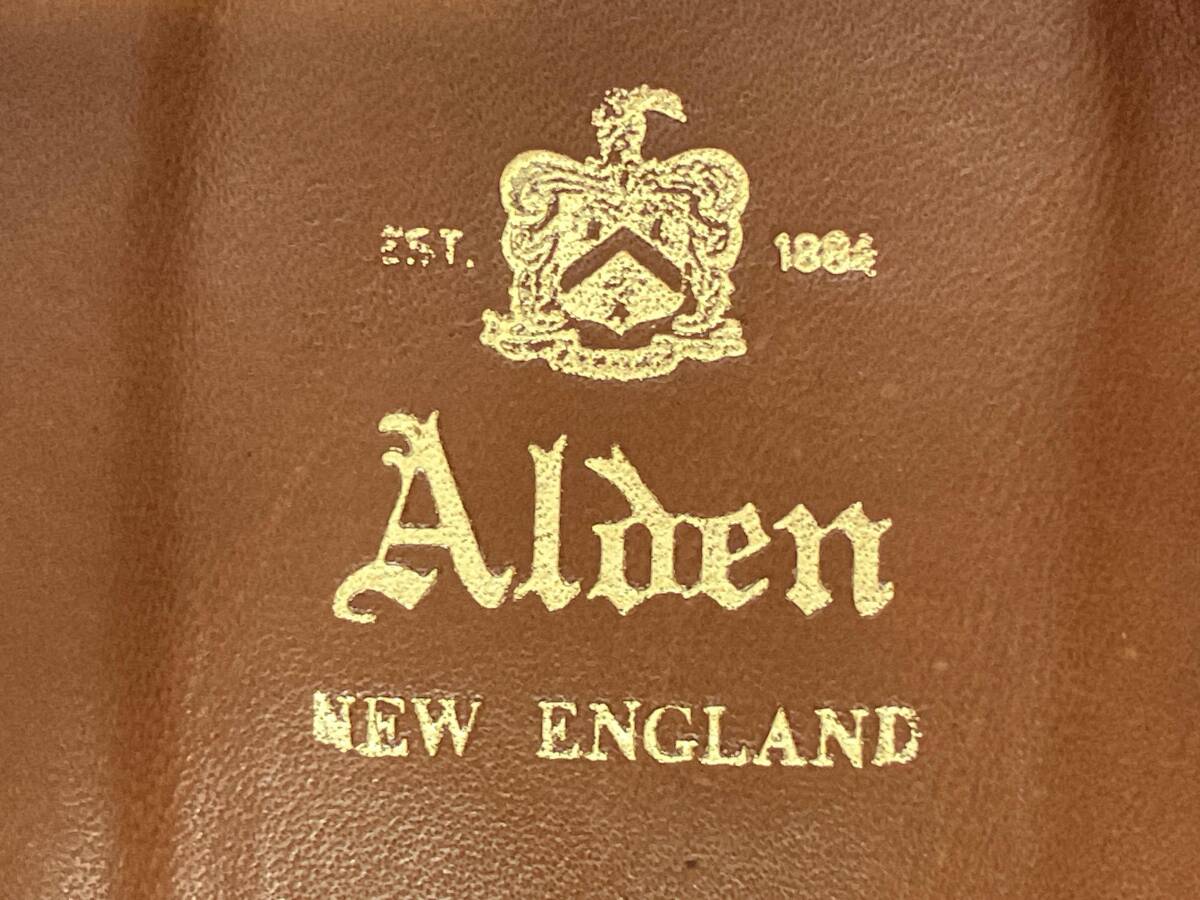 EST. 1884
Alden
NEW ENGLAND